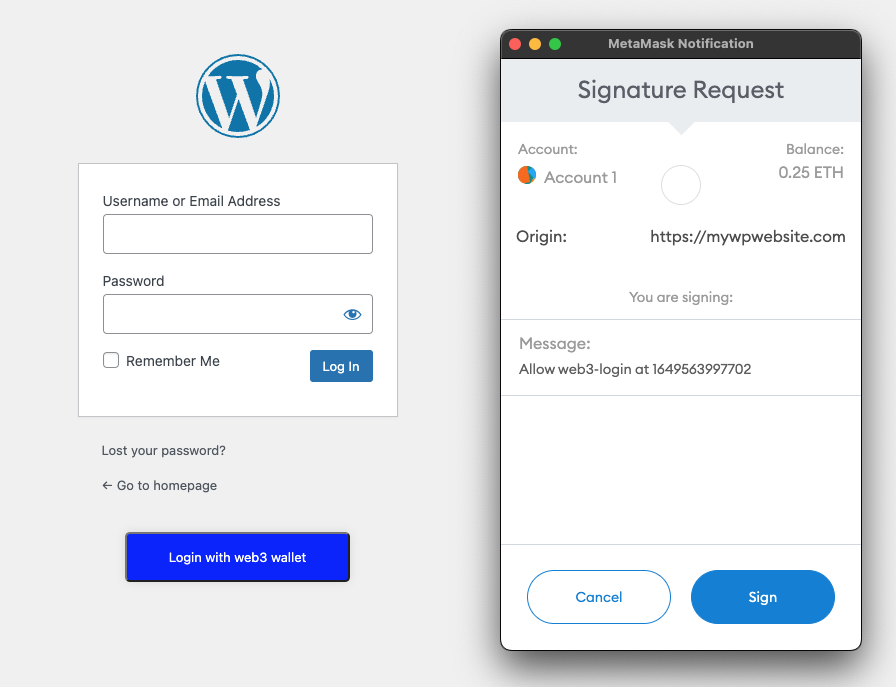 Username or Email Address
Password
Remember Me
Log In
Lost your password?
← Go to homepage
Login with web3 wallet
MetaMask Notification
Signature Request
Account:
Balance:
Account 1
0.25 ETH
Origin:
https://mywpwebsite.com
You are signing:
Message:
Allow web3-login at 1649563997702
Cancel
Sign